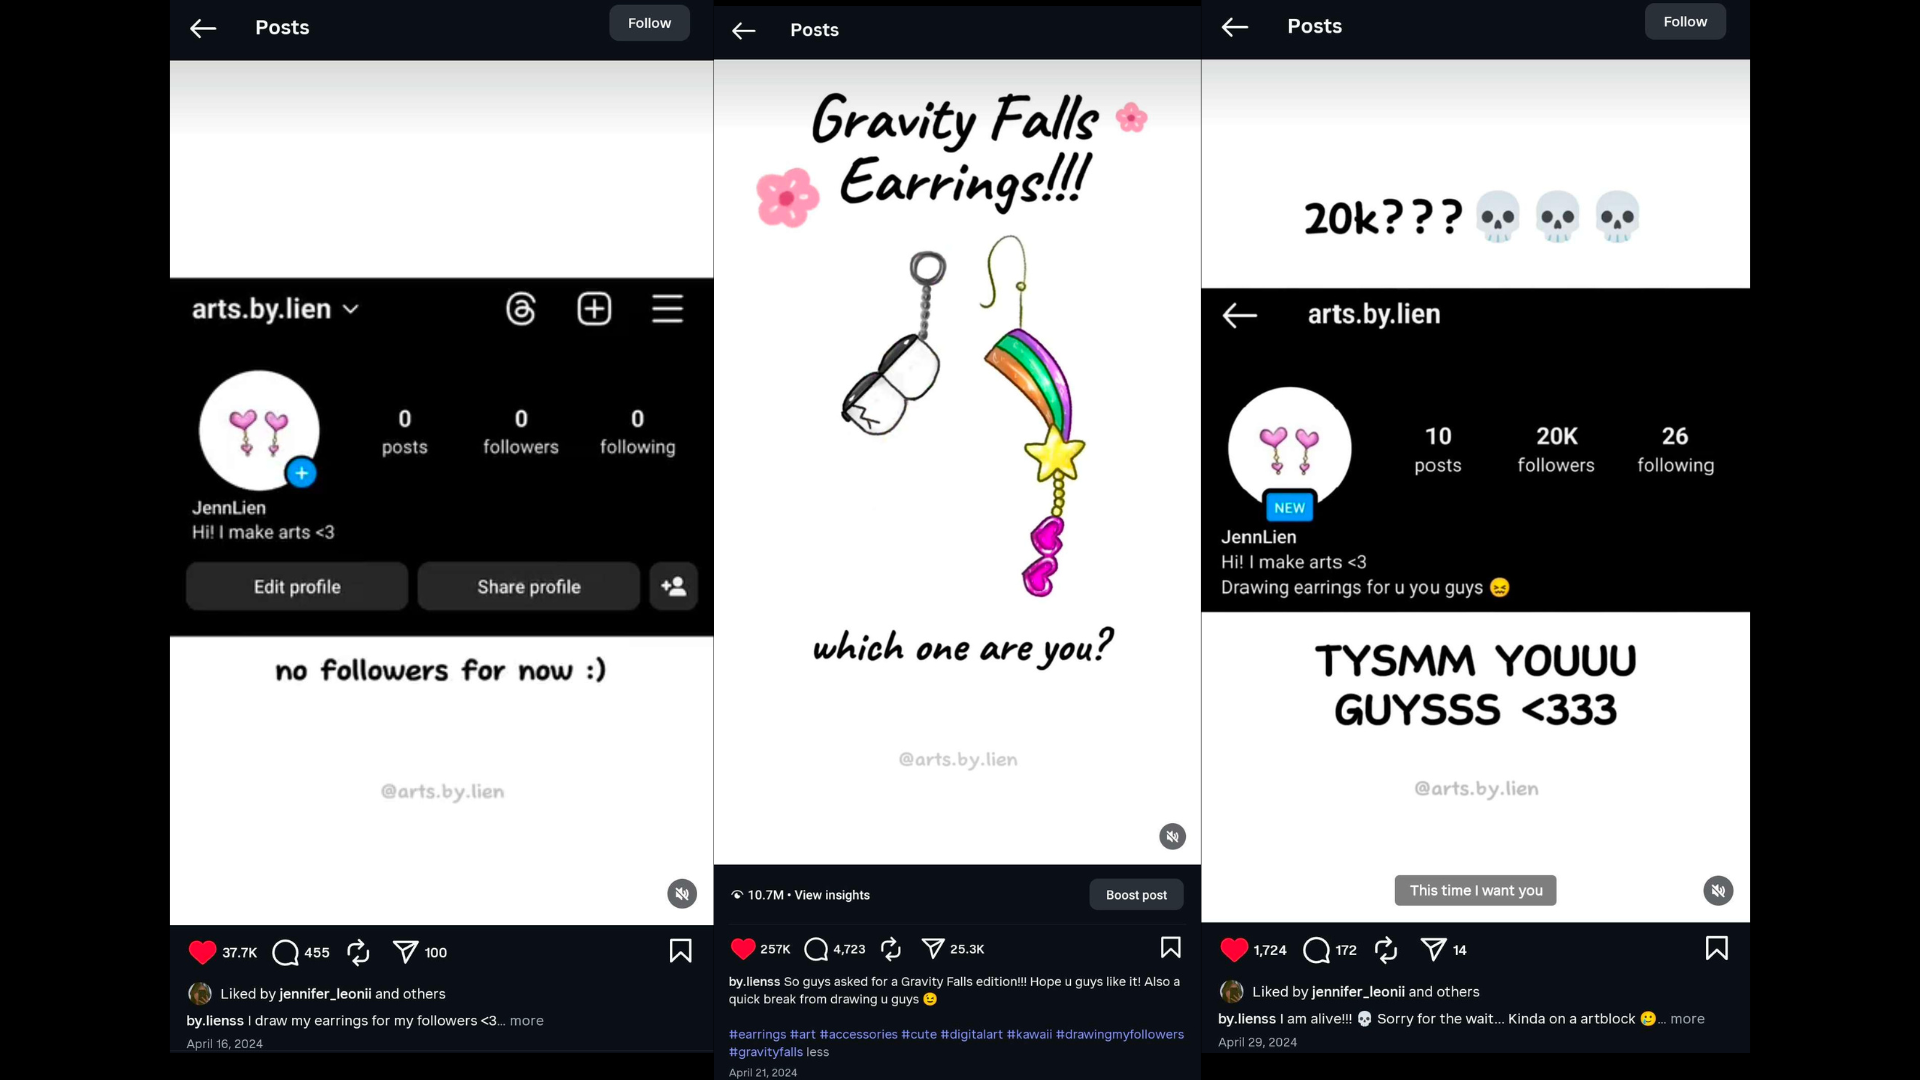 Posts
Follow
arts.by.lien
0
posts
0
followers
0
following
JennLien
Hi! I make arts <3
Edit profile
Share profile
no followers for now :)
@arts.by.lien
37.7K
455
100
Liked by jennifer_leonii and others
by.lienss I draw my earrings for my followers <3... more
April 16, 2024
Posts
Gravity Falls
Earrings!!!
which one are you?
@arts.by.lien
10.7M • View insights
Boost post
257K
4,723
25.3K
by.lienss So guys asked for a Gravity Falls edition!!! Hope u guys like it! Also a
quick break from drawing u guys 😉
#earrings #art #accessories #cute #digitalart #kawaii #drawingmyfollowers
#gravityfalls less
April 21, 2024
Posts
Follow
20k???💀💀💀
arts.by.lien
10
posts
20K
followers
26
following
NEW
JennLien
Hi! I make arts <3
Drawing earrings for u you guys 😖
TYSMM YOUUU
GUYSSS <333
@arts.by.lien
This time I want you
1,724
172
14
Liked by jennifer_leonii and others
by.lienss I am alive!!! 💀 Sorry for the wait... Kinda on a artblock 🥲... more
April 29, 2024